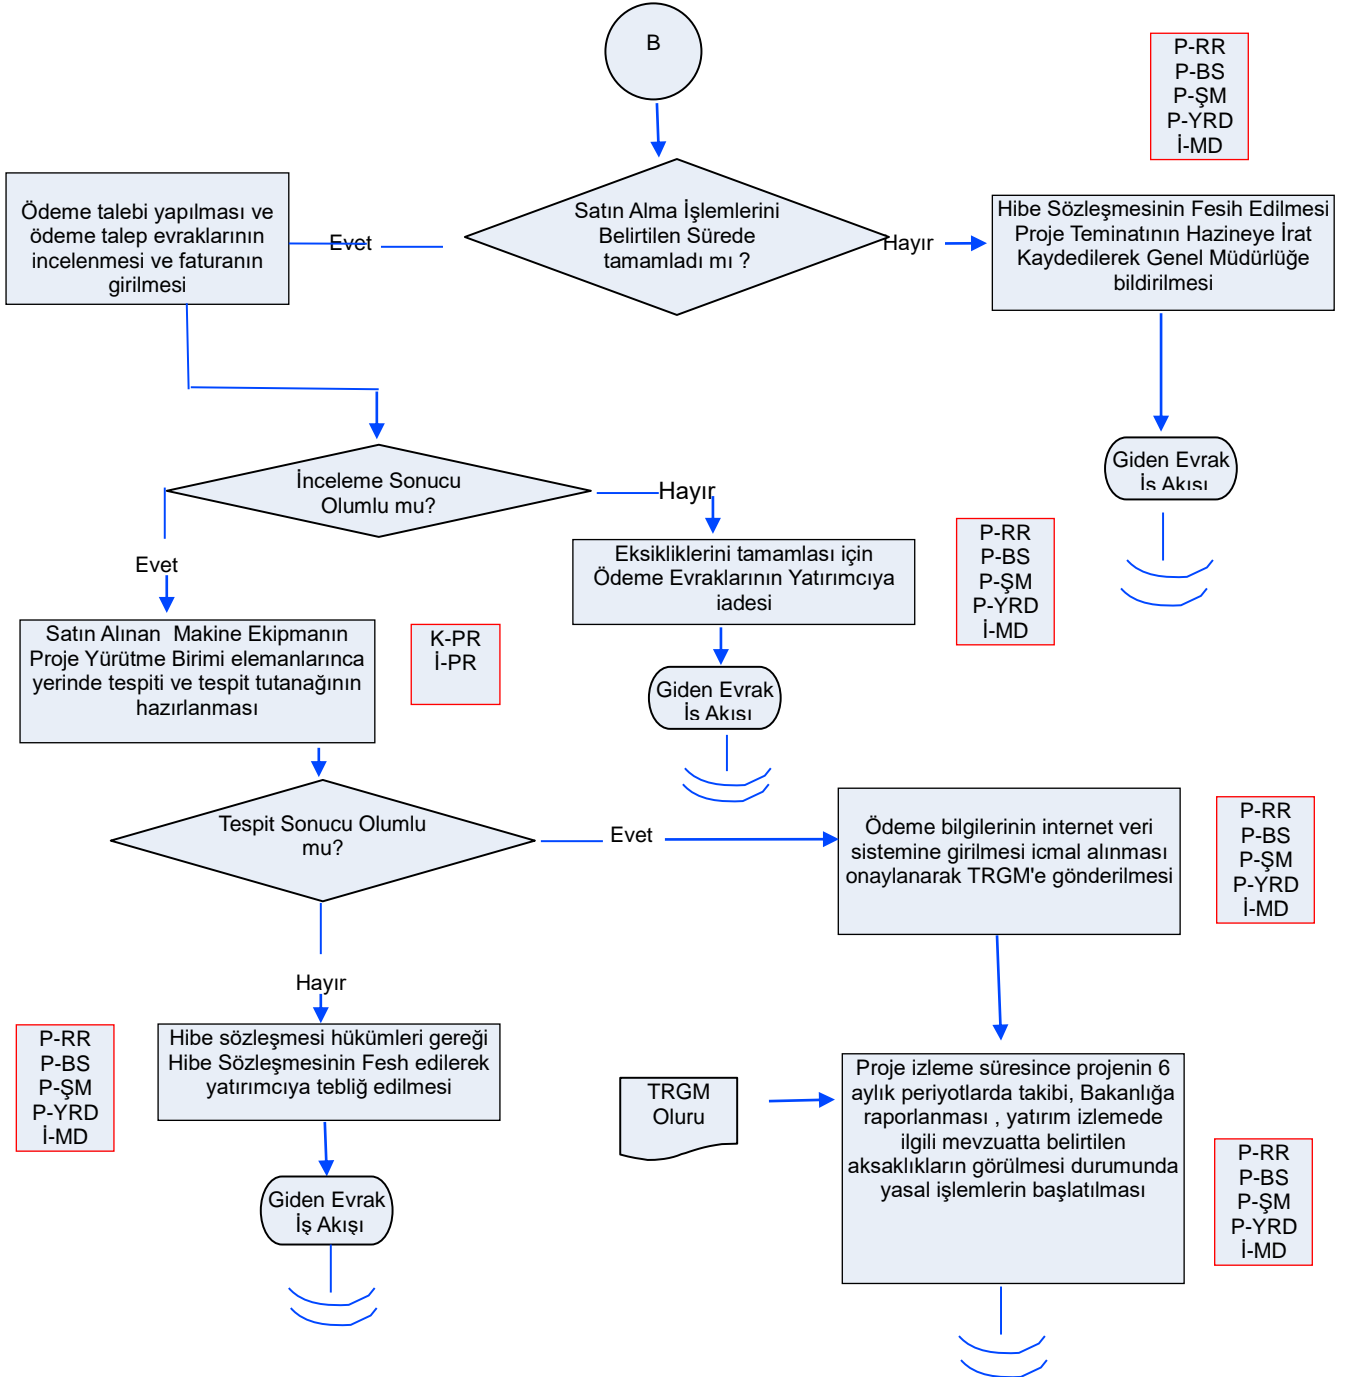 B
P-RR
P-BS
P-ŞM
P-YRD
İ-MD
Ödeme talebi yapılması ve
ödeme talep evraklarının
incelenmesi ve faturanın
girilmesi
Evet
Satın Alma İşlemlerini
Belirtilen Sürede
tamamladı mı ?
Hayır
Hibe Sözleşmesinin Fesih Edilmesi
Proje Teminatının Hazineye İrat
Kaydedilerek Genel Müdürlüğe
bildirilmesi
Giden Evrak
İş Akışı
İnceleme Sonucu
Olumlu mu?
Hayır
Evet
Eksikliklerini tamamlası için
Ödeme Evraklarının Yatırımcıya
iadesi
P-RR
P-BS
P-ŞM
P-YRD
İ-MD
Satın Alınan  Makine Ekipmanın
Proje Yürütme Birimi elemanlarınca
yerinde tespiti ve tespit tutanağının
hazırlanması
K-PR
İ-PR
Giden Evrak
İş Akışı
Tespit Sonucu Olumlu
mu?
Evet
Ödeme bilgilerinin internet veri
sistemine girilmesi icmal alınması
onaylanarak TRGM'e gönderilmesi
P-RR
P-BS
P-ŞM
P-YRD
İ-MD
Hayır
P-RR
P-BS
P-ŞM
P-YRD
İ-MD
Hibe sözleşmesi hükümleri gereği
Hibe Sözleşmesinin Fesh edilerek
yatırımcıya tebliğ edilmesi
TRGM
Oluru
Proje izleme süresince projenin 6
aylık periyotlarda takibi, Bakanlığa
raporlanması , yatırım izlemede
ilgili mevzuatta belirtilen
aksaklıkların görülmesi durumunda
yasal işlemlerin başlatılması
P-RR
P-BS
P-ŞM
P-YRD
İ-MD
Giden Evrak
İş Akışı